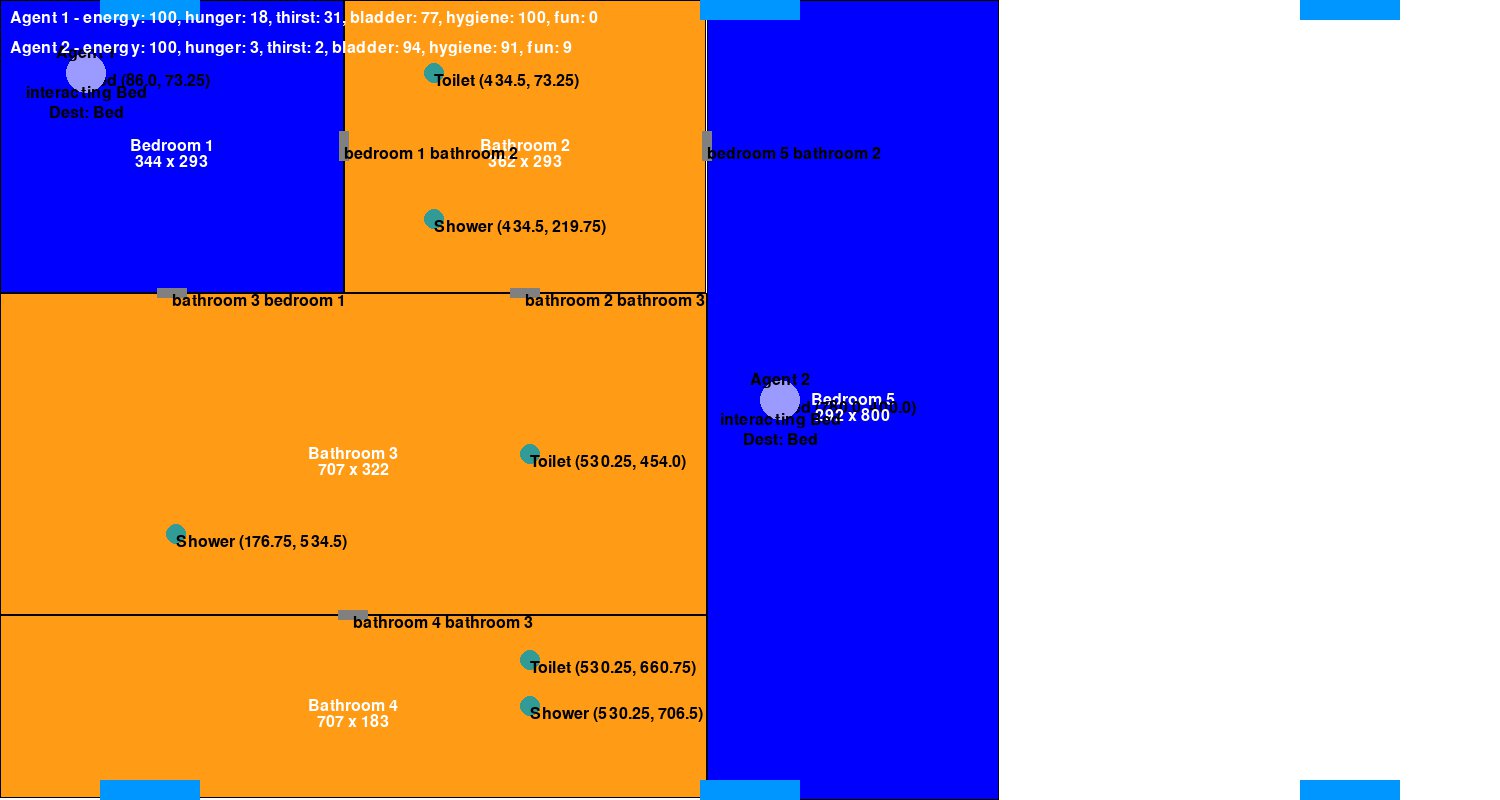 Agent 1 - energy: 100, hunger: 18, thirst: 31, bladder: 77, hygiene: 100, fun: 0
Agent 2 - energy: 100, hunger: 3, thirst: 2, bladder: 94, hygiene: 91, fun: 9
(86.0, 73.25)
interacting Bed
Dest: Bed
Toilet (434.5, 73.25)
Bedroom 1
344 x 293
bedroom 1 bathroom 2
Bathroom 2
362 x 293
bedroom 5 bathroom 2
Shower (434.5, 219.75)
bathroom 3 bedroom 1
bathroom 2 bathroom 3
Agent 2
interacting Bed
Dest: Bed
Bedroom 5
292 x 800
Bathroom 3
707 x 322
Toilet (530.25, 454.0)
Shower (176.75, 534.5)
bathroom 4 bathroom 3
Toilet (530.25, 660.75)
Bathroom 4
707 x 183
Shower (530.25, 706.5)